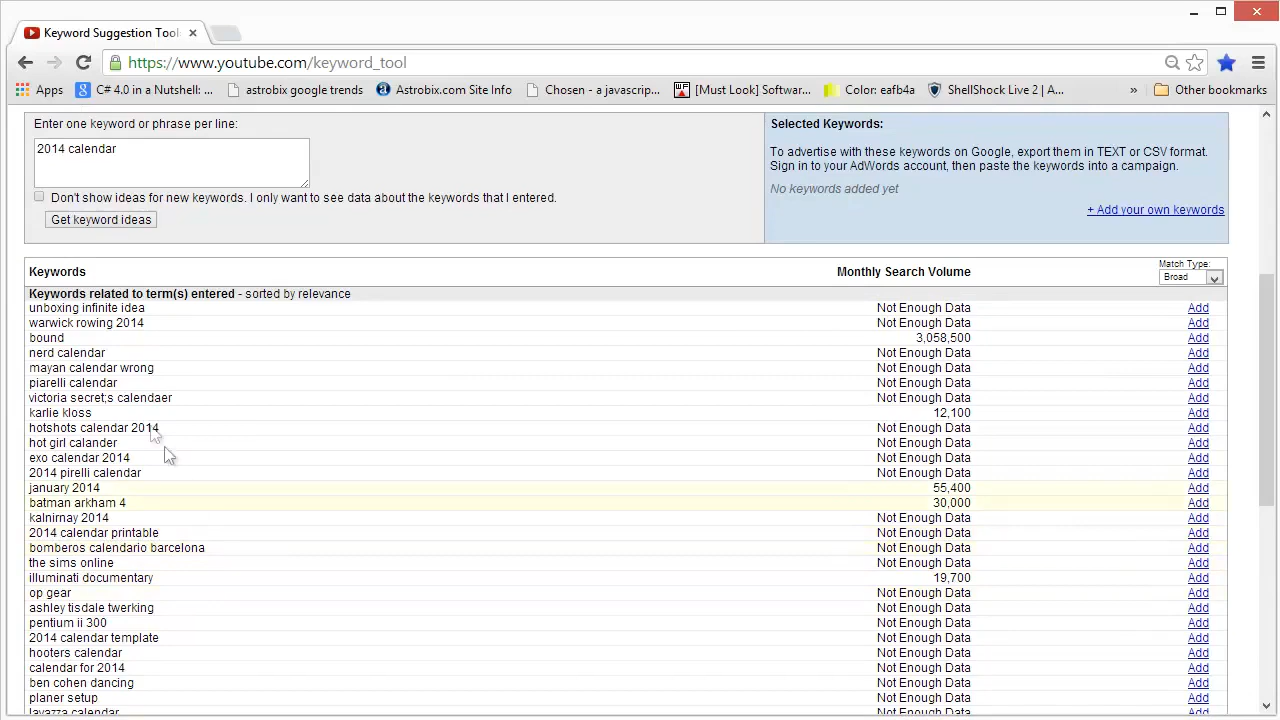 Keyword Suggestion Tool
https://www.youtube.com/keyword_tool
Apps C# 4.0 in a Nutshell: ... astrobix google trends Astrobix.com Site Info Chosen - a javascrip... [Must Look] Softwar... Color: eafb4a ShellShock Live 2 | A... » Other bookmarks
Enter one keyword or phrase per line:
2014 calendar
Don't show ideas for new keywords. I only want to see data about the keywords that I entered.
Get keyword ideas
Selected Keywords:
To advertise with these keywords on Google, export them in TEXT or CSV format.
Sign in to your AdWords account, then paste the keywords into a campaign.
No keywords added yet
+ Add your own keywords
Keywords Monthly Search Volume Match Type:
Broad
Keywords related to term(s) entered - sorted by relevance
unboxing infinite idea Not Enough Data Add
warwick rowing 2014 Not Enough Data Add
bound 3,058,500 Add
nerd calendar Not Enough Data Add
mayan calendar wrong Not Enough Data Add
piarelli calendar Not Enough Data Add
victoria secret;s calendaer Not Enough Data Add
karlie kloss 12,100 Add
hotshots calendar 2014 Not Enough Data Add
hot girl calander Not Enough Data Add
exo calendar 2014 Not Enough Data Add
2014 pirelli calendar Not Enough Data Add
january 2014 55,400 Add
batman arkham 4 30,000 Add
kalnirnay 2014 Not Enough Data Add
2014 calendar printable Not Enough Data Add
bomberos calendario barcelona Not Enough Data Add
the sims online Not Enough Data Add
illuminati documentary 19,700 Add
op gear Not Enough Data Add
ashley tisdale twerking Not Enough Data Add
pentium ii 300 Not Enough Data Add
2014 calendar template Not Enough Data Add
hooters calendar Not Enough Data Add
calendar for 2014 Not Enough Data Add
ben cohen dancing Not Enough Data Add
planer setup Not Enough Data Add
lavazza calendar Not Enough Data Add